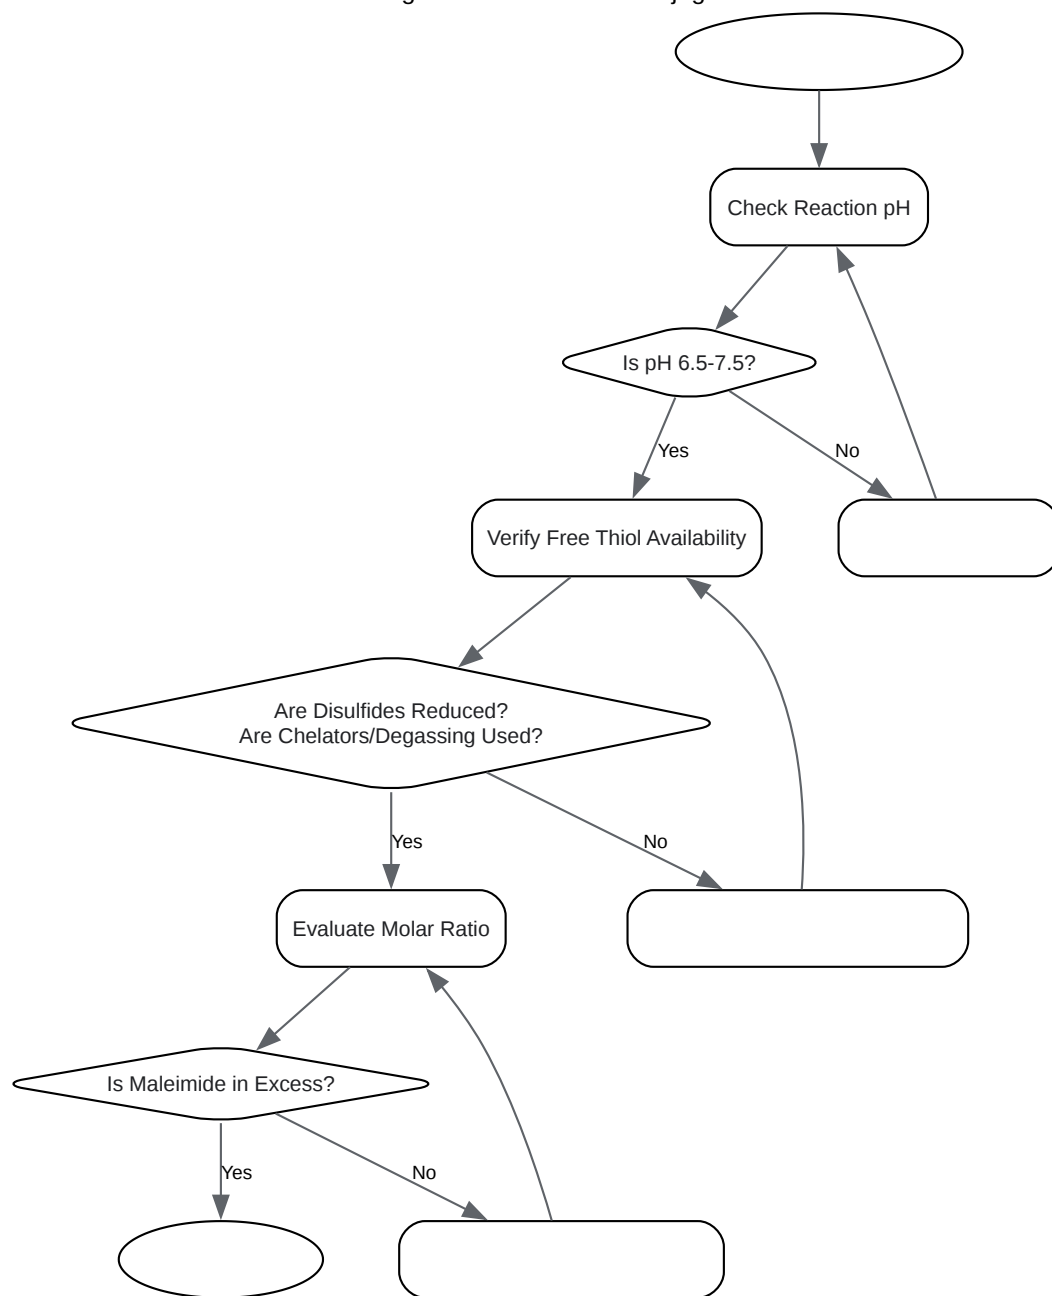 Check Reaction pH
Is pH 6.5-7.5?
Yes
No
Verify Free Thiol Availability
Are Disulfides Reduced?
Are Chelators/Degassing Used?
Yes
No
Evaluate Molar Ratio
Is Maleimide in Excess?
Yes
No